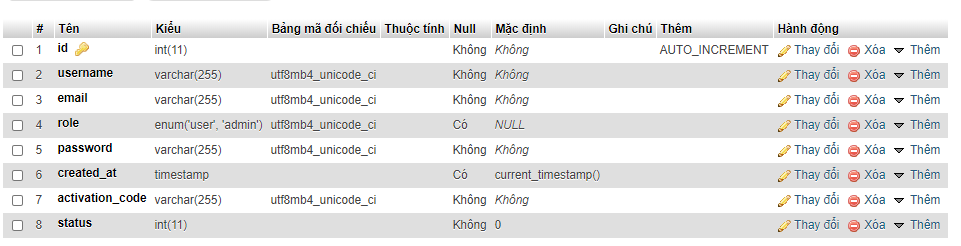 # Tên Kiểu Bảng mã đối chiếu Thuộc tính Null Mặc định Ghi chú Thêm Hành động
1 id int(11) Không Không AUTO_INCREMENT Thay đổi Xóa Thêm
2 username varchar(255) utf8mb4_unicode_ci Không Không Thay đổi Xóa Thêm
3 email varchar(255) utf8mb4_unicode_ci Không Không Thay đổi Xóa Thêm
4 role enum('user', 'admin') utf8mb4_unicode_ci Có NULL Thay đổi Xóa Thêm
5 password varchar(255) utf8mb4_unicode_ci Không Không Thay đổi Xóa Thêm
6 created_at timestamp Có current_timestamp() Thay đổi Xóa Thêm
7 activation_code varchar(255) utf8mb4_unicode_ci Không Không Thay đổi Xóa Thêm
8 status int(11) Không 0 Thay đổi Xóa Thêm